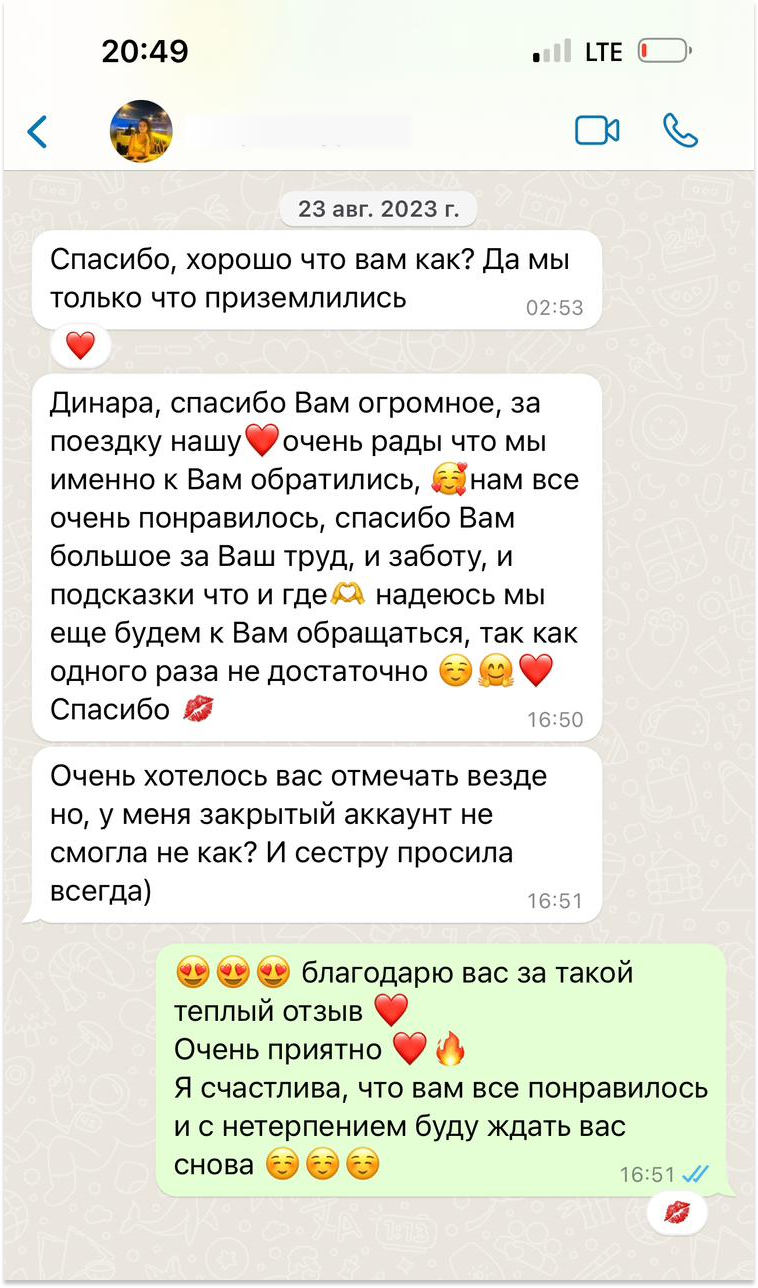 20:49
LTE
23 авг. 2023 г.
Спасибо, хорошо что вам как? Да мы
только что приземлились
02:53
❤️
Динара, спасибо Вам огромное, за
поездку нашу❤️очень рады что мы
именно к Вам обратились, 🥰нам все
очень понравилось, спасибо Вам
большое за Ваш труд, и заботу, и
подсказки что и где🫶 надеюсь мы
еще будем к Вам обращаться, так как
одного раза не достаточно ☺️🤗❤️
Спасибо 💋
16:50
Очень хотелось вас отмечать везде
но, у меня закрытый аккаунт не
смогла не как? И сестру просила
всегда)
16:51
😍😍😍 благодарю вас за такой
теплый отзыв ❤️
Очень приятно ❤️🔥
Я счастлива, что вам все понравилось
и с нетерпением буду ждать вас
снова ☺️☺️☺️
16:51
💋